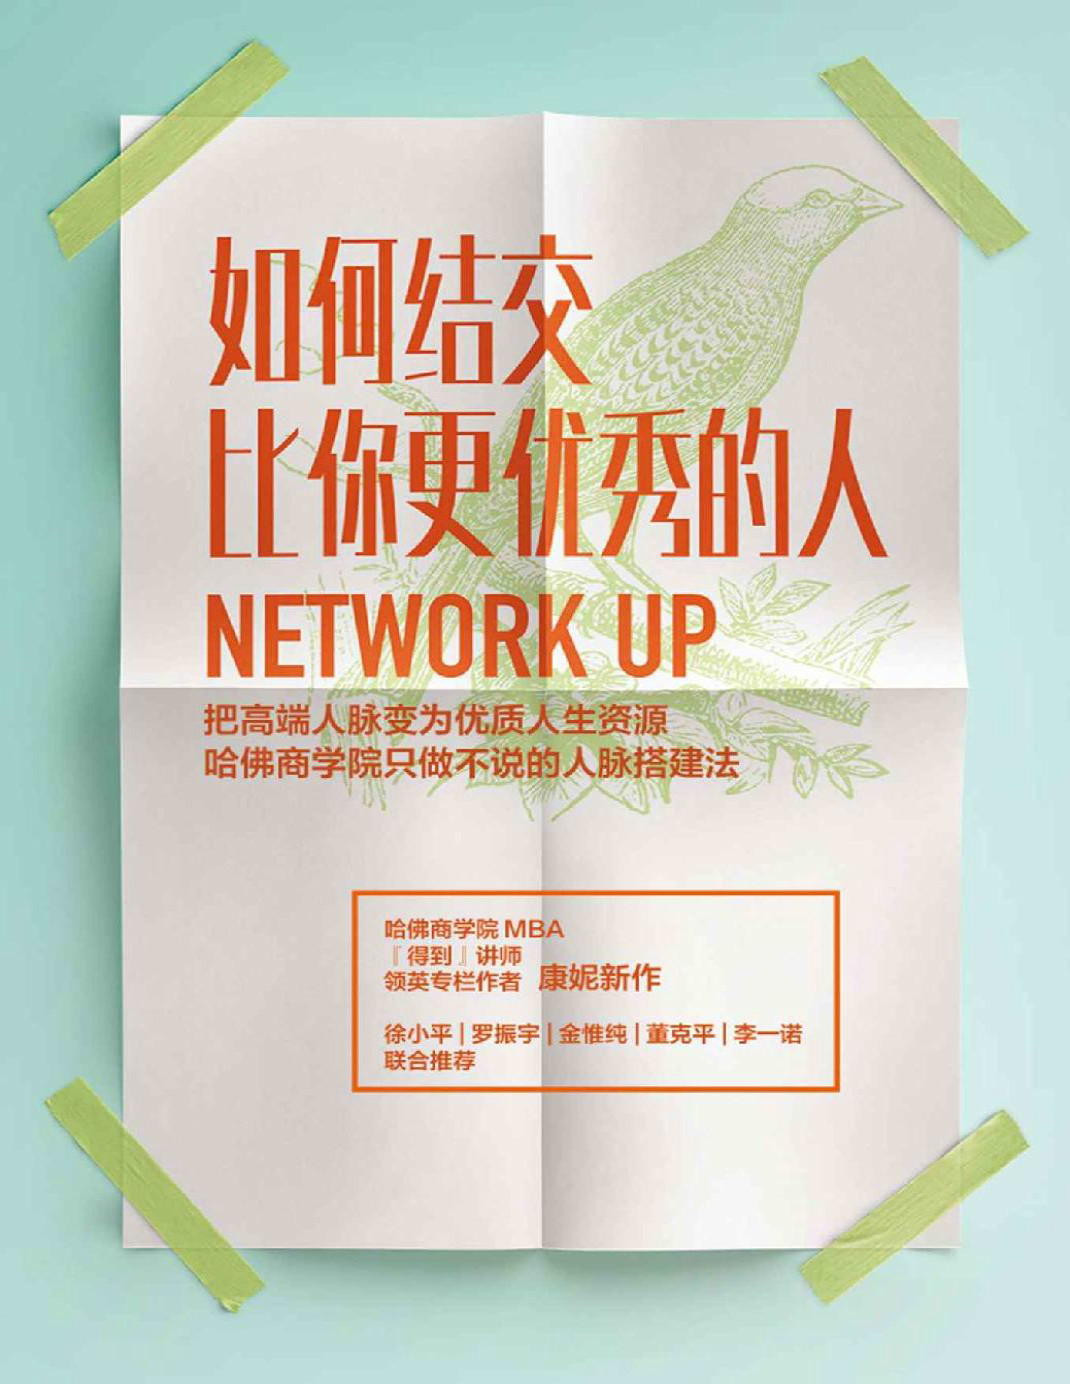 如何结交
比你更优秀的人
NETWORK UP
把高端人脉变为优质人生资源
哈佛商学院只做不说的人脉搭建法
哈佛商学院 MBA
『得到』讲师
领英专栏作者 康妮新作
徐小平 | 罗振宇 | 金惟纯 | 董克平 | 李一诺
联合推荐